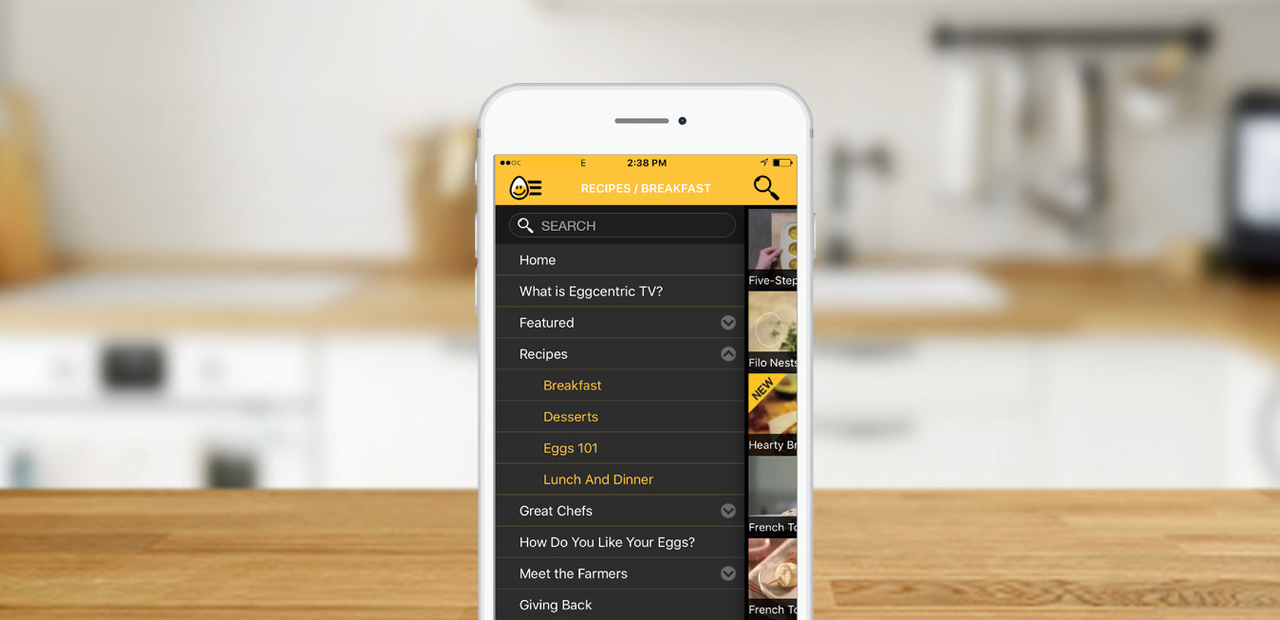 E 2:38 PM
RECIPES / BREAKFAST
SEARCH
Home
What is Eggcentric TV?
Featured
Recipes
Breakfast
Desserts
Eggs 101
Lunch And Dinner
Great Chefs
How Do You Like Your Eggs?
Meet the Farmers
Giving Back
Five-Step
Filo Nests
NEW
Hearty Br
French To
French To